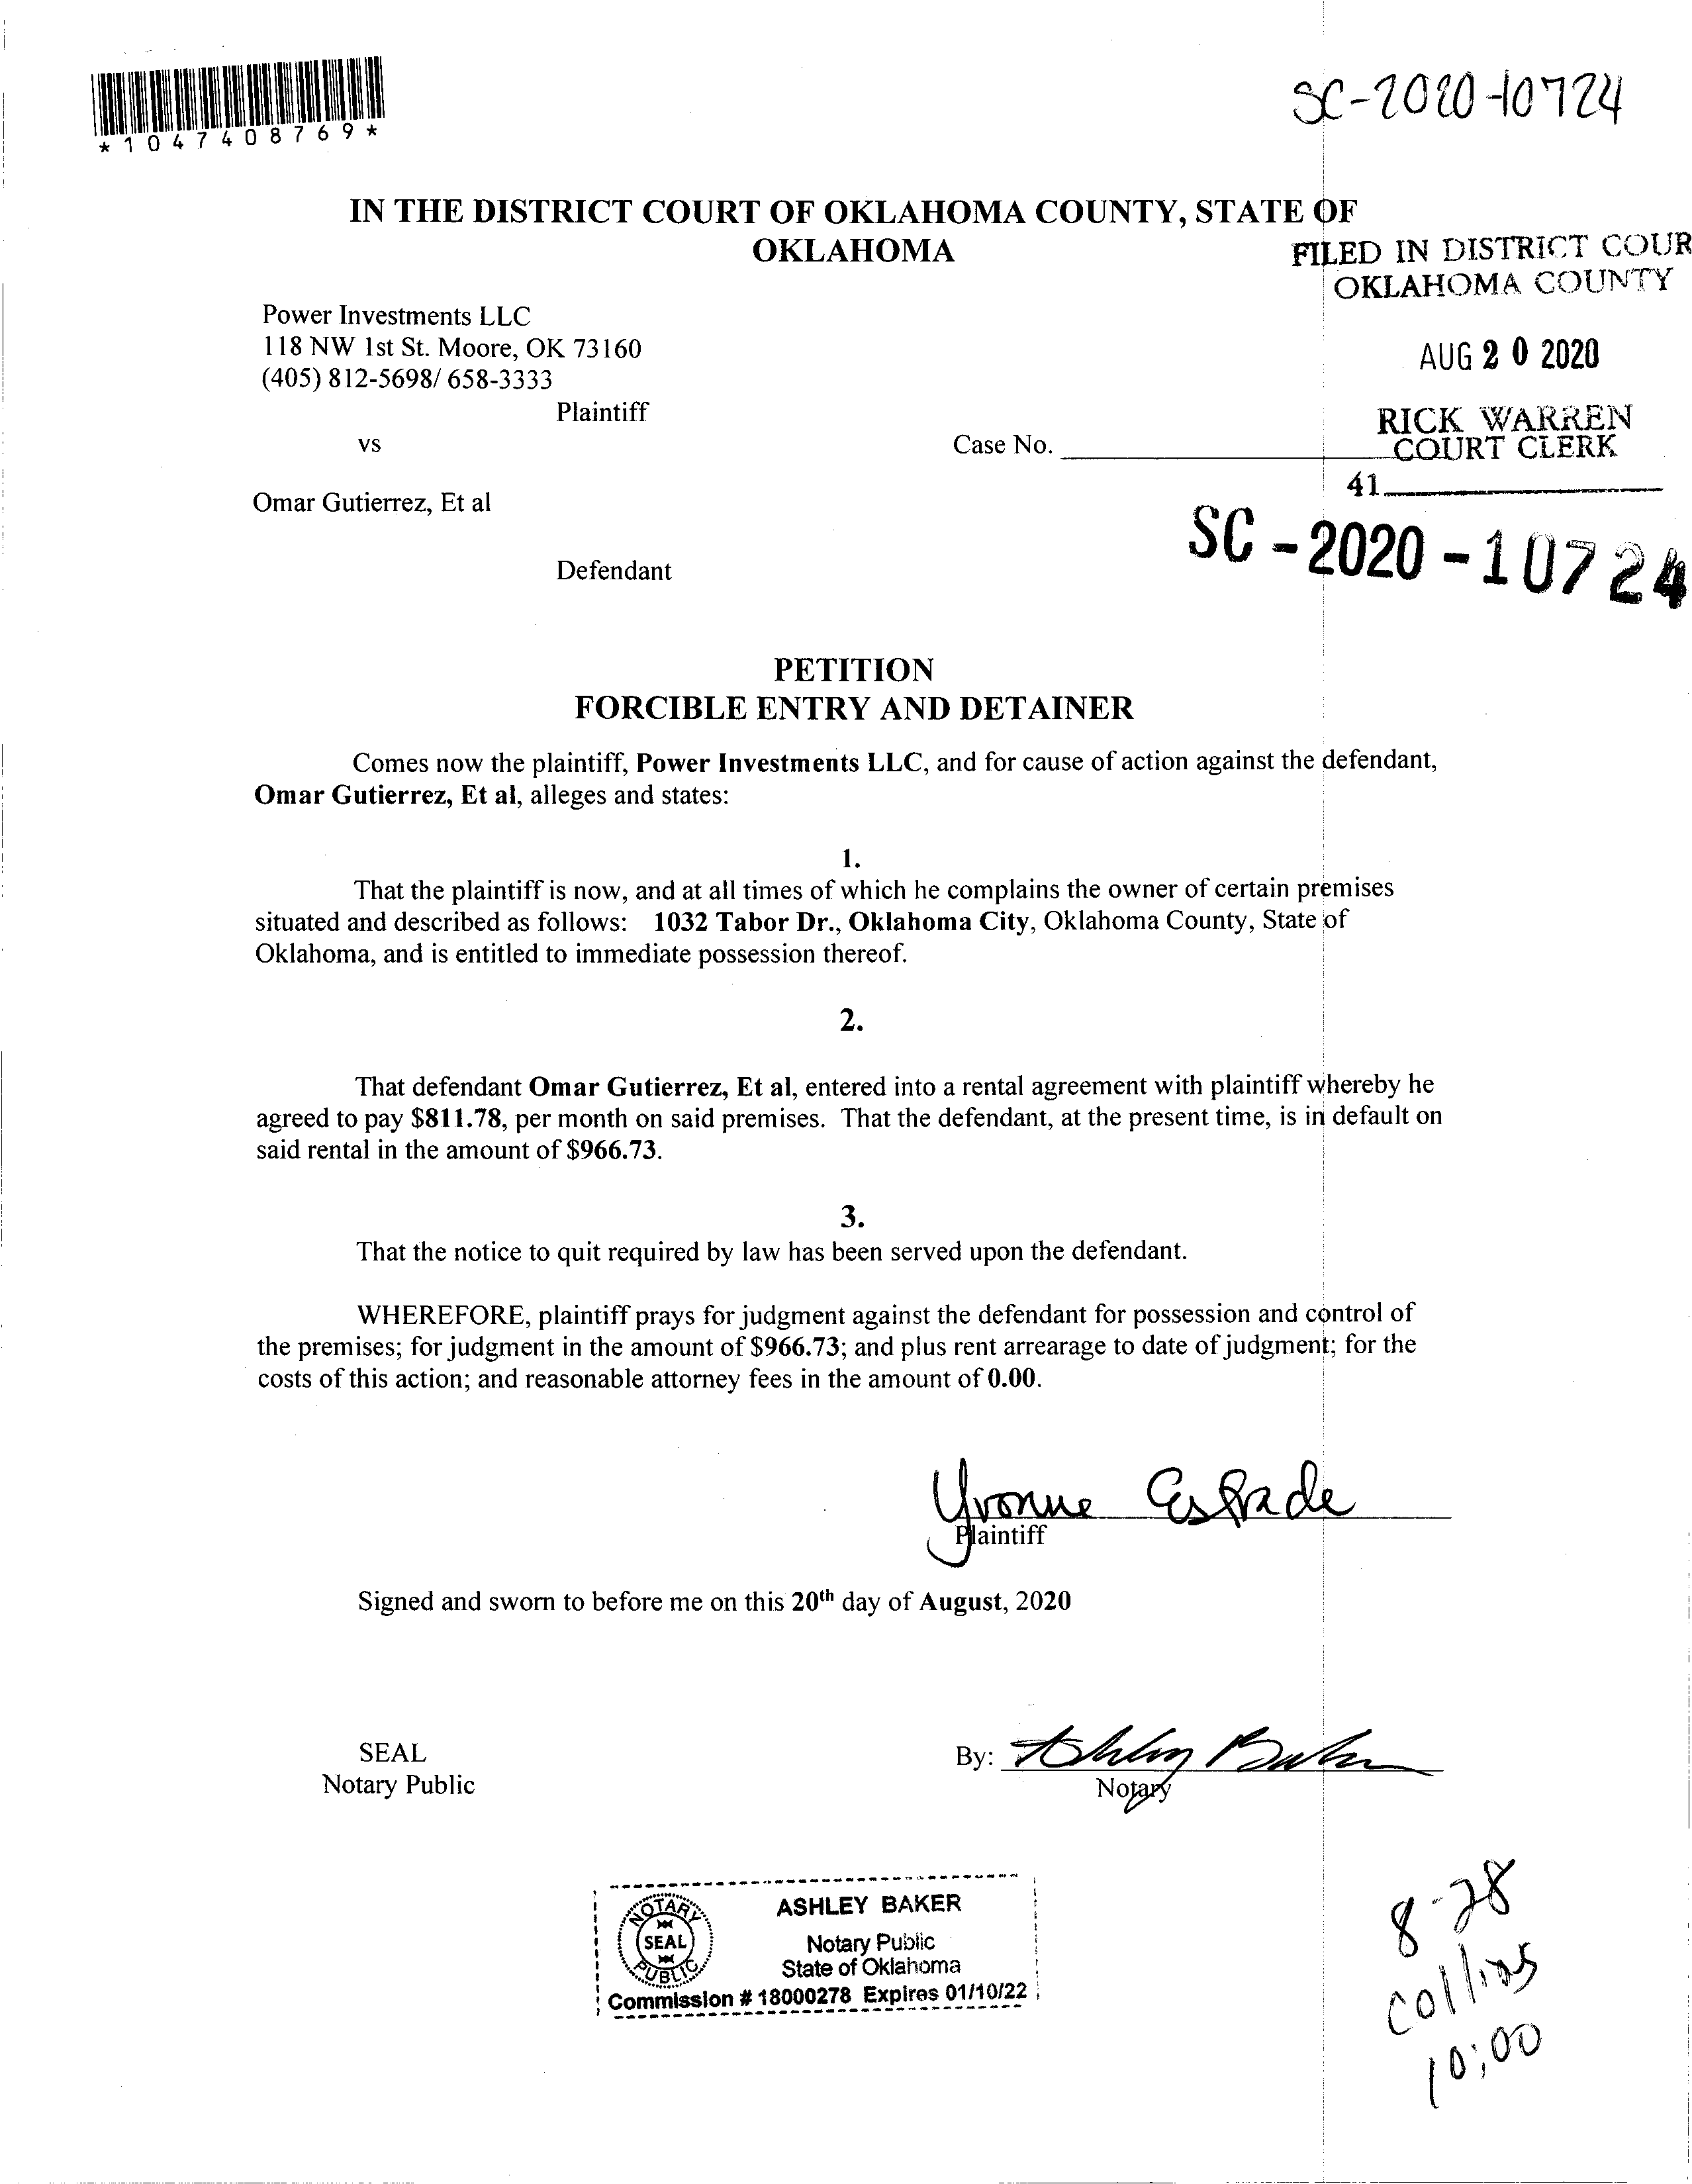 SC-2020-10724
*1047408769*
IN THE DISTRICT COURT OF OKLAHOMA COUNTY, STATE OF
OKLAHOMA
FILED IN DISTRICT COUR
OKLAHOMA COUNTY
Power Investments LLC
118 NW 1st St. Moore, OK 73160
(405) 812-5698/ 658-3333
AUG 20 2020
Plaintiff
RICK WARREN
COURT CLERK
vs
Case No.
41
Omar Gutierrez, Et al
SC-2020-10724
Defendant
PETITION
FORCIBLE ENTRY AND DETAINER
Comes now the plaintiff, Power Investments LLC, and for cause of action against the defendant,
Omar Gutierrez, Et al, alleges and states:
1.
That the plaintiff is now, and at all times of which he complains the owner of certain premises
situated and described as follows: 1032 Tabor Dr., Oklahoma City, Oklahoma County, State of
Oklahoma, and is entitled to immediate possession thereof.
2.
That defendant Omar Gutierrez, Et al, entered into a rental agreement with plaintiff whereby he
agreed to pay $811.78, per month on said premises. That the defendant, at the present time, is in default on
said rental in the amount of $966.73.
3.
That the notice to quit required by law has been served upon the defendant.
WHEREFORE, plaintiff prays for judgment against the defendant for possession and control of
the premises; for judgment in the amount of $966.73; and plus rent arrearage to date of judgment; for the
costs of this action; and reasonable attorney fees in the amount of 0.00.
Yvonne
Plaintiff
Signed and sworn to before me on this 20th day of August, 2020
SEAL
Notary Public
By: Ashley Baker
Notary
NOTARY
SEAL
PUBLIC
ASHLEY BAKER
Notary Public
State of Oklahoma
Commission # 18000278 Expires 01/10/22
8-28
Collins
10:00